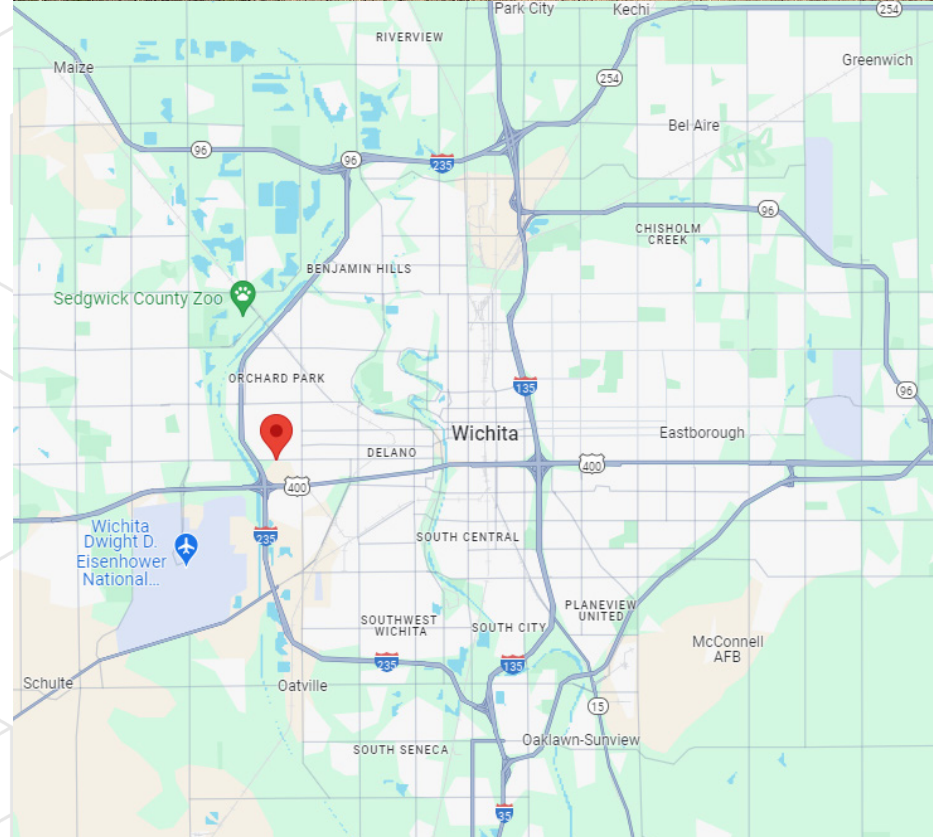 Park City
Kechi
254
RIVERVIEW
Greenwich
Maize
254
Bel Aire
96
96
235
96
CHISHOLM
CREEK
BENJAMIN HILLS
Sedgwick County Zoo
ORCHARD PARK
135
96
Wichita
Eastborough
DELANO
400
400
Wichita
Dwight D.
Eisenhower
National...
235
SOUTH CENTRAL
PLANEVIEW
UNITED
SOUTHWEST
WICHITA
SOUTH CITY
McConnell
AFB
235
135
Schulte
Oatville
15
Oaklawn-Sunview
SOUTH SENECA
35